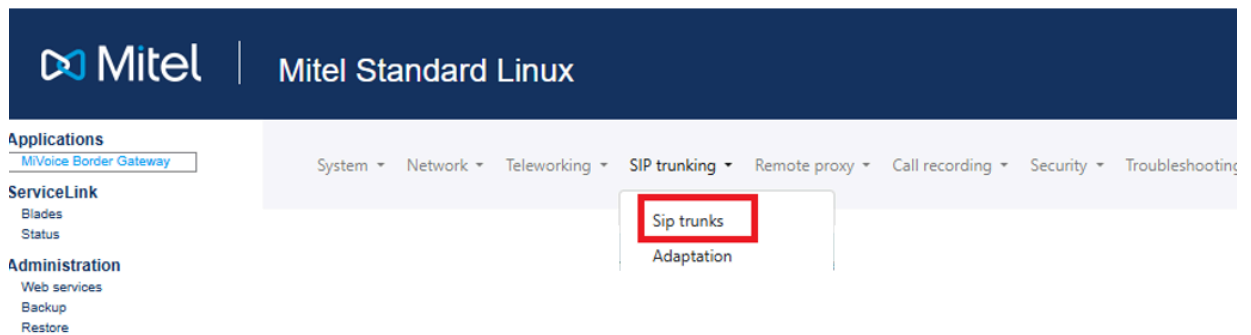 Mitel
Mitel Standard Linux
Applications
MiVoice Border Gateway
ServiceLink
Blades
Status
Administration
Web services
Backup
Restore
System Network Teleworking SIP trunking Remote proxy Call recording Security Troubleshooting
Sip trunks
Adaptation